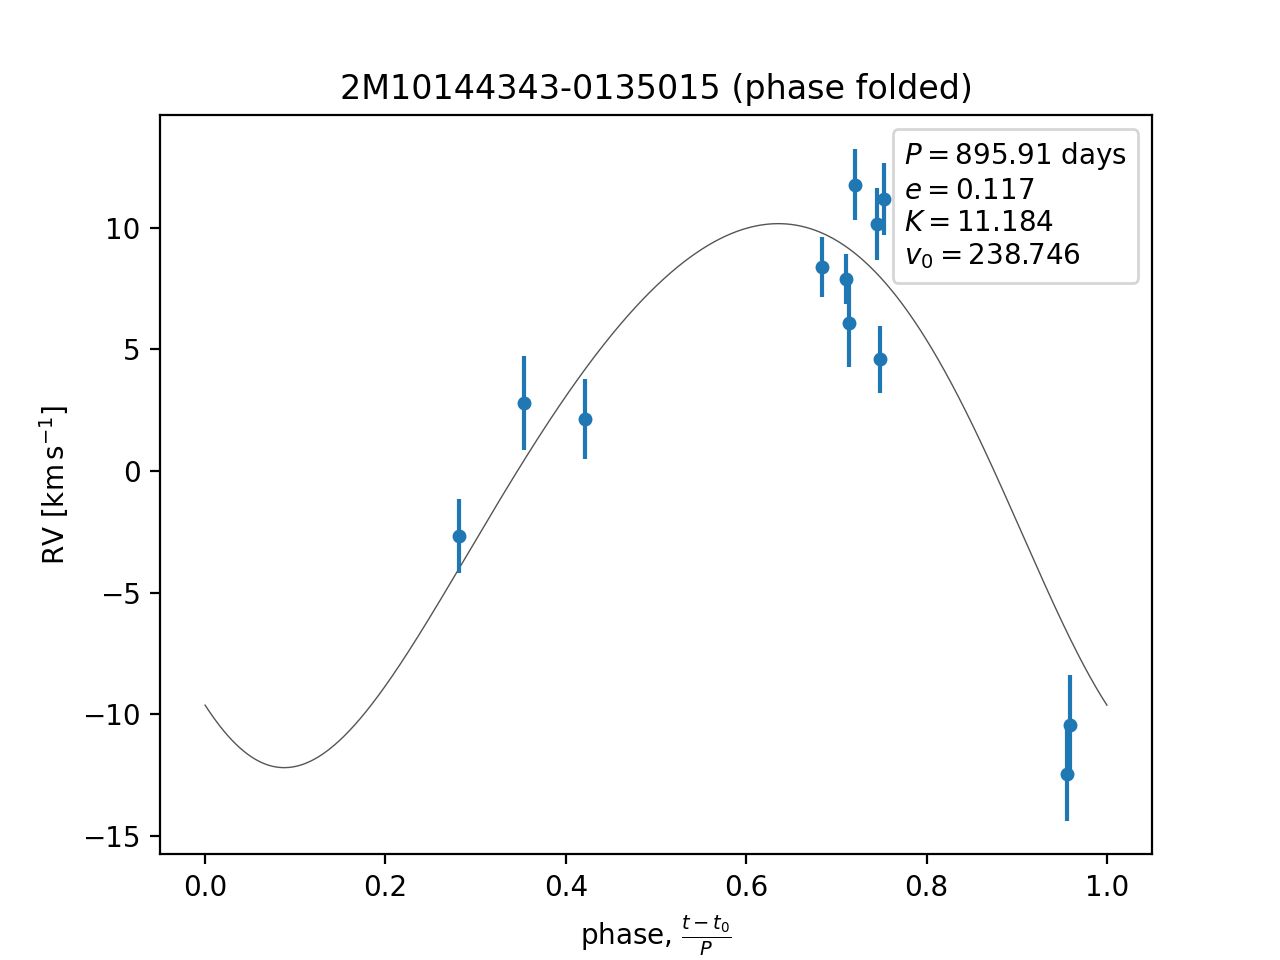 2M10144343-0135015 (phase folded)
P = 895.91 days
e = 0.117
K = 11.184
v₀ = 238.746
10
5
0
−5
−10
−15
RV [km s⁻¹]
0.0 0.2 0.4 0.6 0.8 1.0
phase, (t − t₀)/P